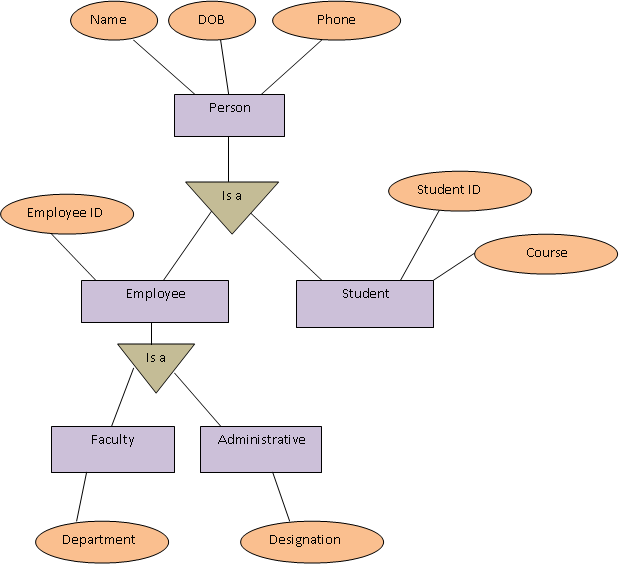 Name
DOB
Phone
Person
Is a
Student ID
Employee ID
Course
Employee
Student
Is a
Faculty
Administrative
Department
Designation